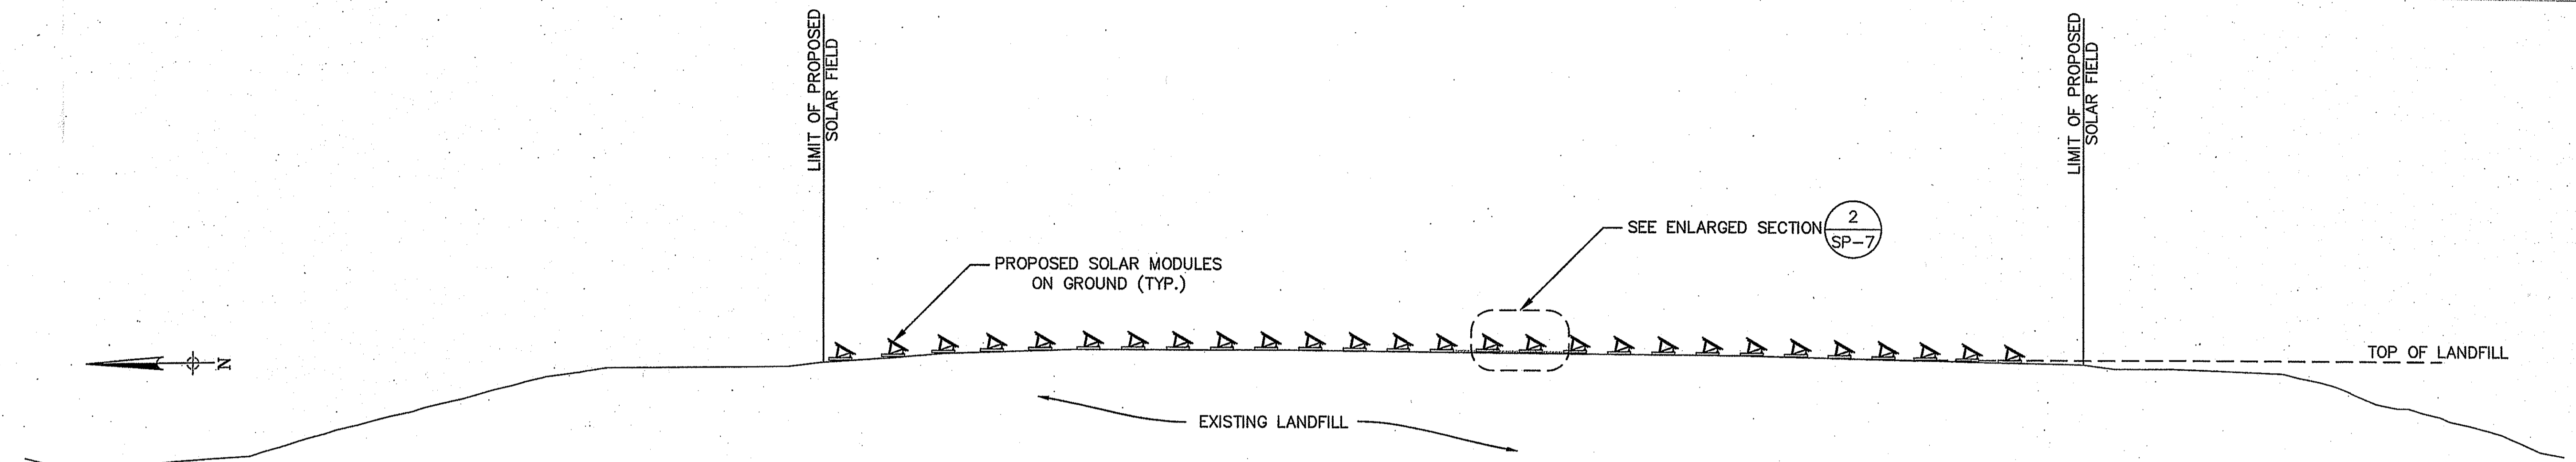 LIMIT OF PROPOSED
SOLAR FIELD
LIMIT OF PROPOSED
SOLAR FIELD
SEE ENLARGED SECTION
2
SP-7
PROPOSED SOLAR MODULES
ON GROUND (TYP.)
N
TOP OF LANDFILL
EXISTING LANDFILL